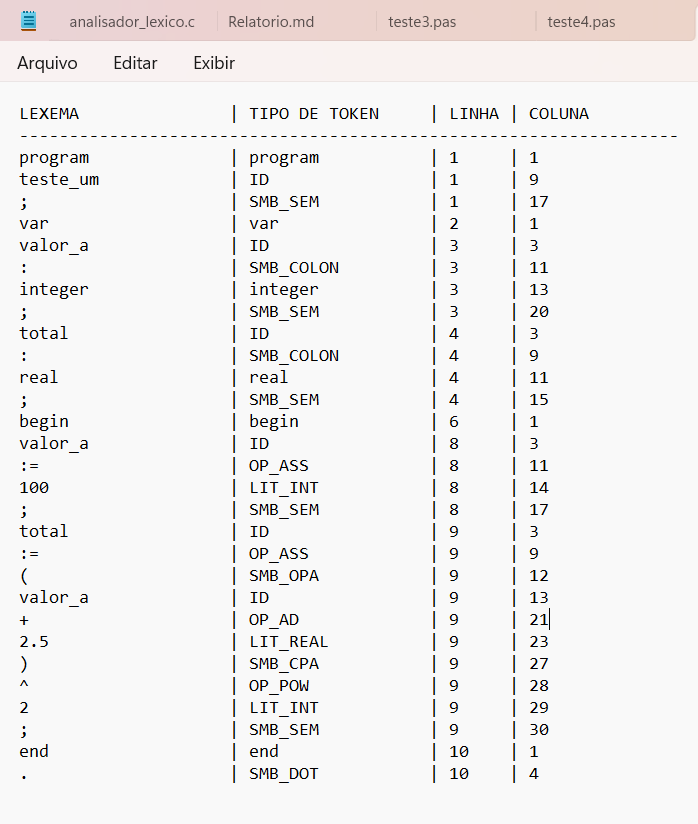 analisador_lexico.c Relatorio.md teste3.pas teste4.pas
Arquivo Editar Exibir
LEXEMA | TIPO DE TOKEN | LINHA | COLUNA
------------------------------------------------------------------
program | program | 1 | 1
teste_um | ID | 1 | 9
; | SMB_SEM | 1 | 17
var | var | 2 | 1
valor_a | ID | 3 | 3
: | SMB_COLON | 3 | 11
integer | integer | 3 | 13
; | SMB_SEM | 3 | 20
total | ID | 4 | 3
: | SMB_COLON | 4 | 9
real | real | 4 | 11
; | SMB_SEM | 4 | 15
begin | begin | 6 | 1
valor_a | ID | 8 | 3
:= | OP_ASS | 8 | 11
100 | LIT_INT | 8 | 14
; | SMB_SEM | 8 | 17
total | ID | 9 | 3
:= | OP_ASS | 9 | 9
( | SMB_OPA | 9 | 12
valor_a | ID | 9 | 13
+ | OP_AD | 9 | 21
2.5 | LIT_REAL | 9 | 23
) | SMB_CPA | 9 | 27
^ | OP_POW | 9 | 28
2 | LIT_INT | 9 | 29
; | SMB_SEM | 9 | 30
end | end | 10 | 1
. | SMB_DOT | 10 | 4